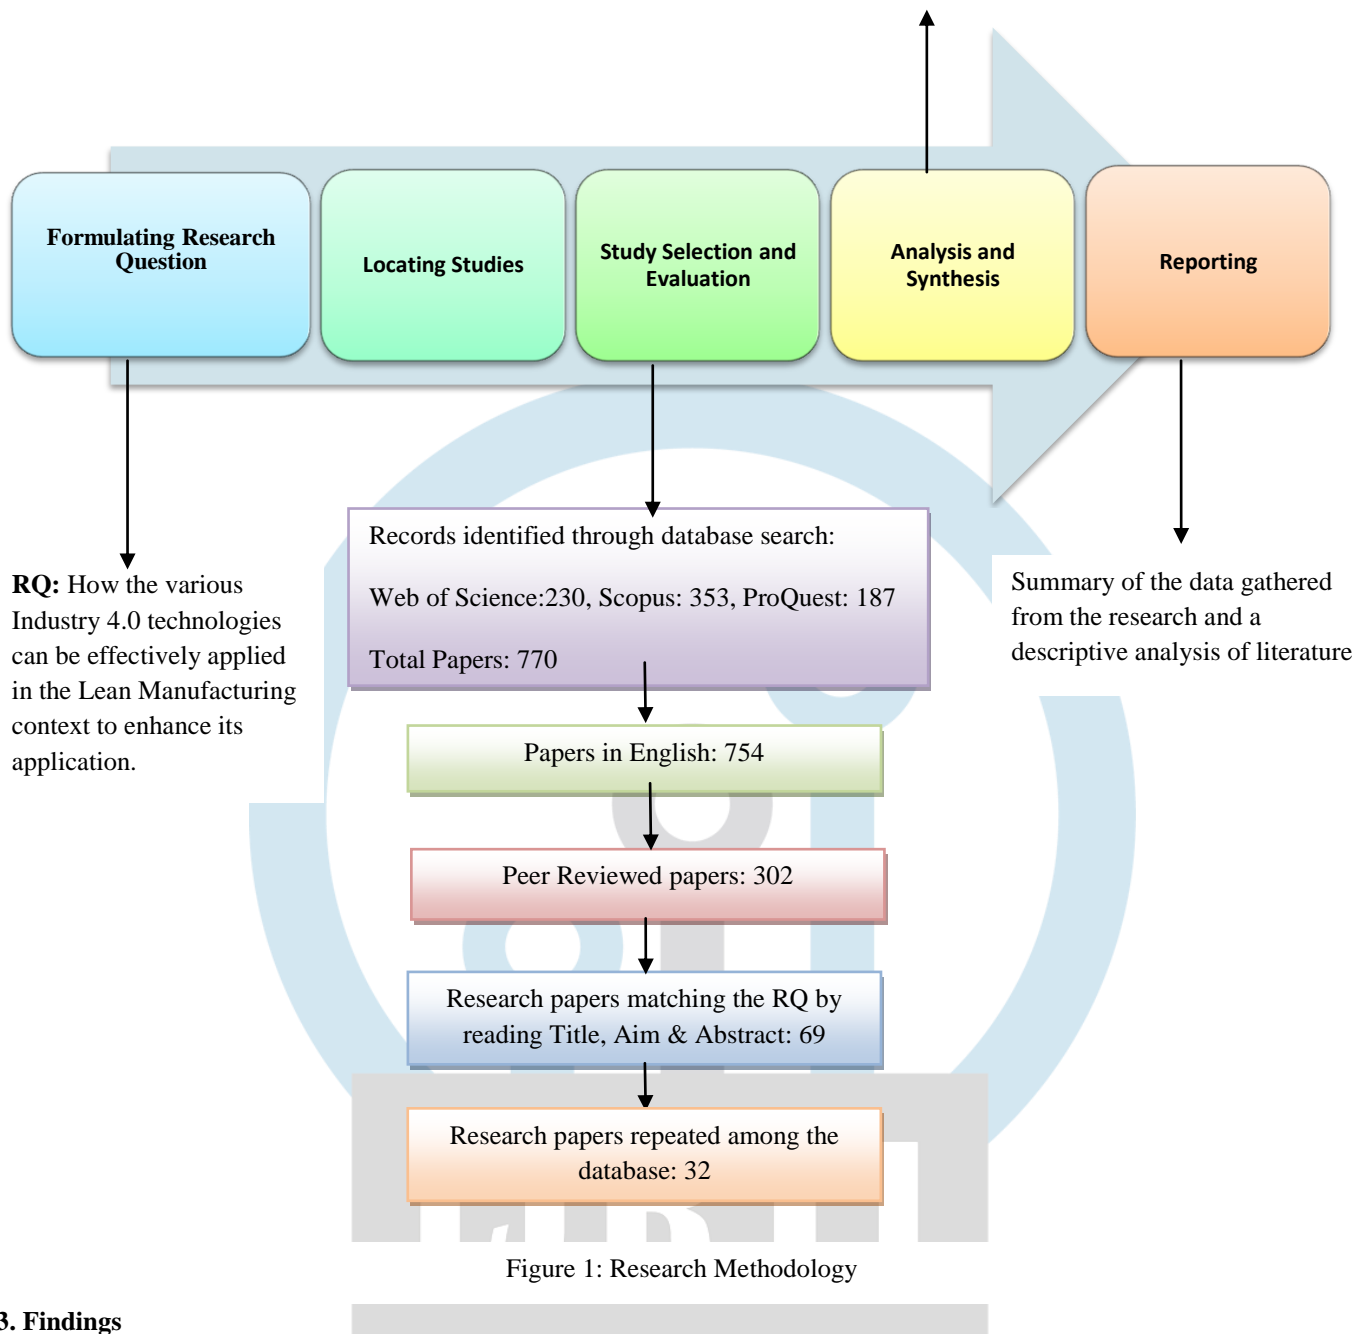 Formulating Research
Question
Locating Studies
Study Selection and
Evaluation
Analysis and
Synthesis
Reporting
RQ: How the various
Industry 4.0 technologies
can be effectively applied
in the Lean Manufacturing
context to enhance its
application.
Records identified through database search:
Web of Science:230, Scopus: 353, ProQuest: 187
Total Papers: 770
Papers in English: 754
Peer Reviewed papers: 302
Research papers matching the RQ by
reading Title, Aim & Abstract: 69
Research papers repeated among the
database: 32
Summary of the data gathered
from the research and a
descriptive analysis of literature
Figure 1: Research Methodology
3. Findings